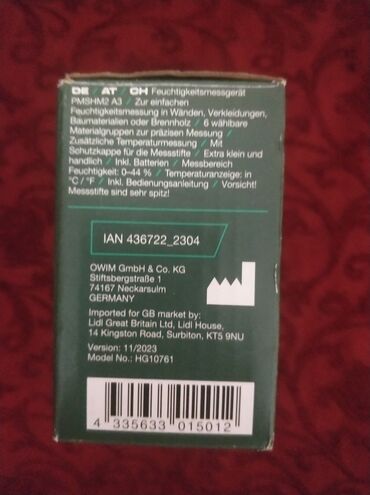 DE / AT / CH Feuchtigkeitsmessgerät
PMSHM2 A3 / Zur einfachen
Feuchtigkeitsmessung in Wänden, Verkleidungen,
Baumaterialien oder Brennholz / 6 wählbare
Materialgruppen zur präzisen Messung /
Zusätzliche Temperaturmessung / Mit
Schutzkappe für die Messstifte / Extra klein und
handlich / Inkl. Batterien / Messbereich
Feuchtigkeit: 0–44 % / Temperaturanzeige: in
°C / °F / Inkl. Bedienungsanleitung / Vorsicht!
Messstifte sind sehr spitz!
IAN 436722_2304
OWIM GmbH & Co. KG
Stiftsbergstraße 1
74167 Neckarsulm
GERMANY
Imported for GB market by:
Lidl Great Britain Ltd, Lidl House,
14 Kingston Road, Surbiton, KT5 9NU
Version: 11/2023
Model No.: HG10761
4 335633 015012